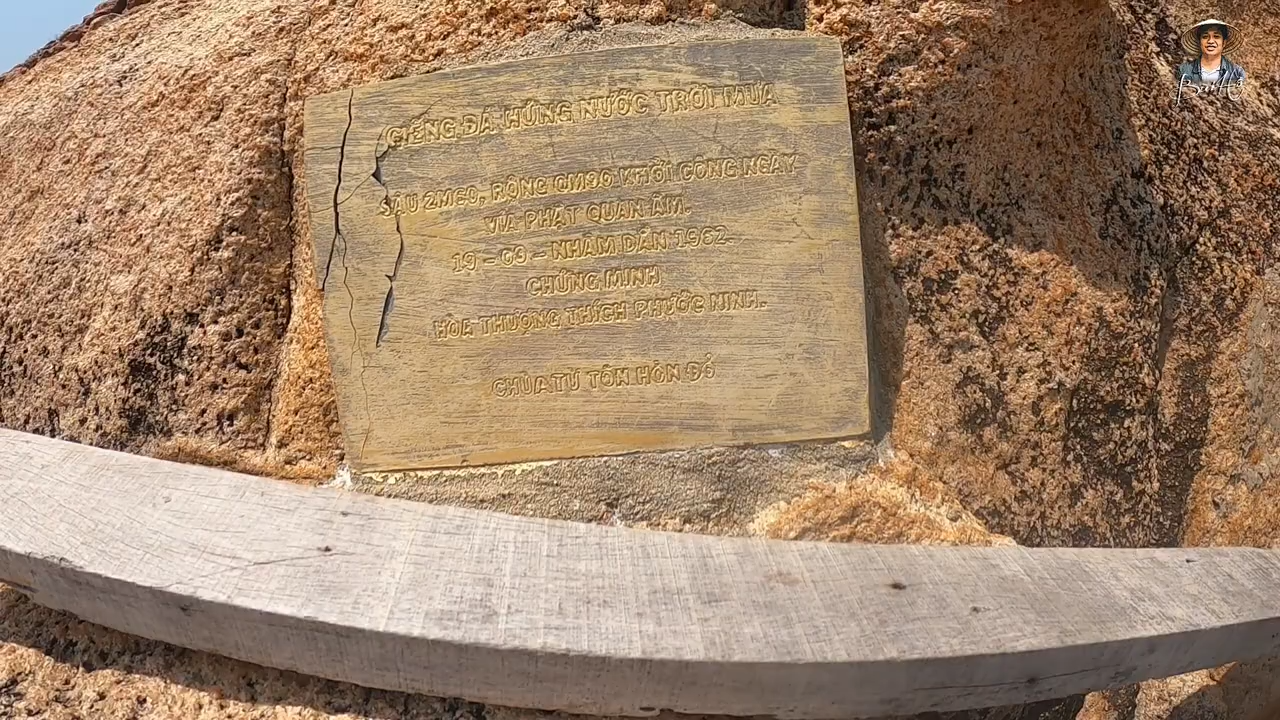 GIẾNG ĐÁ HỨNG NƯỚC TRỜI MƯA
SÂU 2M60, RỘNG 0M90 KHỞI CÔNG NGÀY
VÍA PHẬT QUAN ÂM.
19 - 09 - NHÂM DẦN 1962.
CHỨNG MINH
HÒA THƯỢNG THÍCH PHƯỚC NINH.
CHÙA TỪ TÔN HÒN ĐỎ